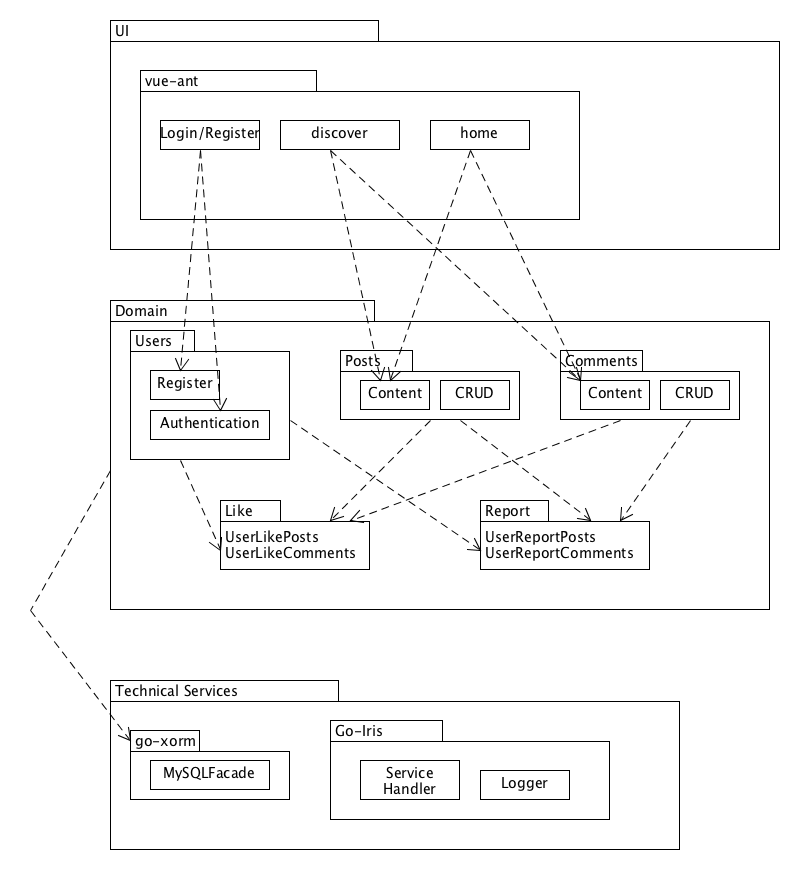 UI
vue-ant
Login/Register
discover
home
Domain
Users
Register
Authentication
Posts
Content
CRUD
Comments
Content
CRUD
Like
UserLikePosts
UserLikeComments
Report
UserReportPosts
UserReportComments
Technical Services
go-xorm
MySQLFacade
Go-Iris
Service
Handler
Logger